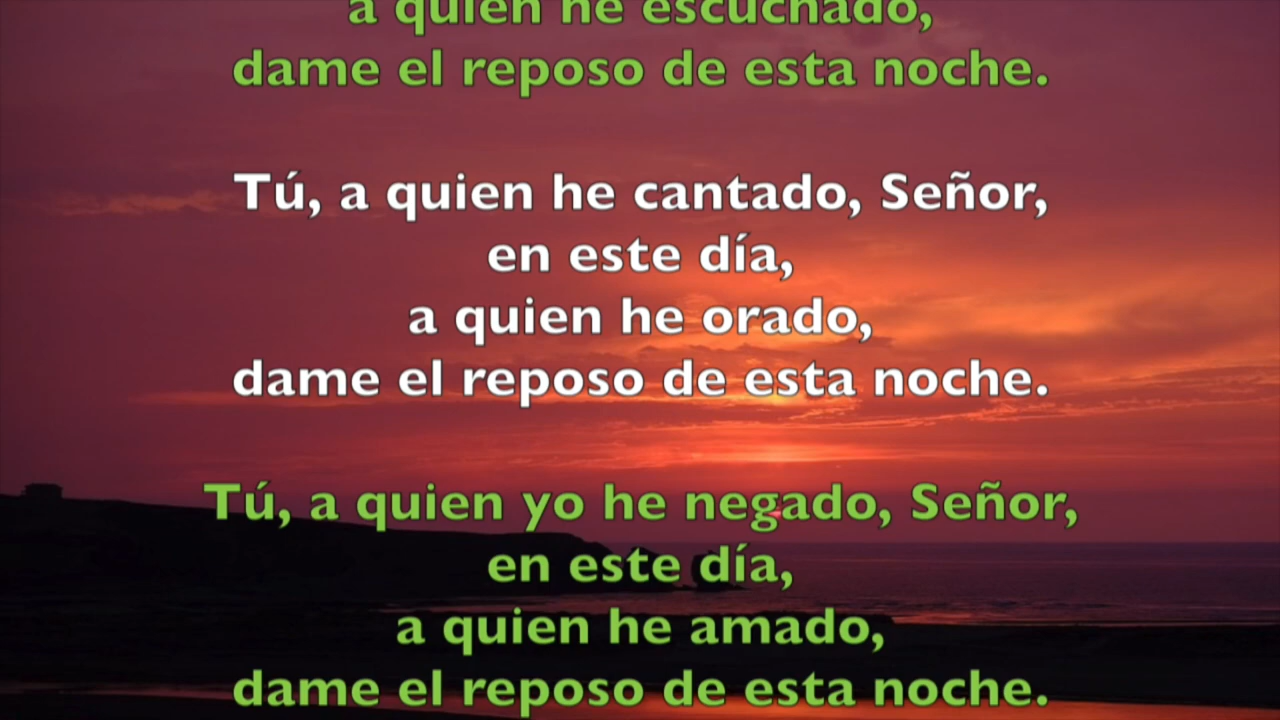 a quien he escuchado,
dame el reposo de esta noche.
Tú, a quien he cantado, Señor,
en este día,
a quien he orado,
dame el reposo de esta noche.
Tú, a quien yo he negado, Señor,
en este día,
a quien he amado,
dame el reposo de esta noche.